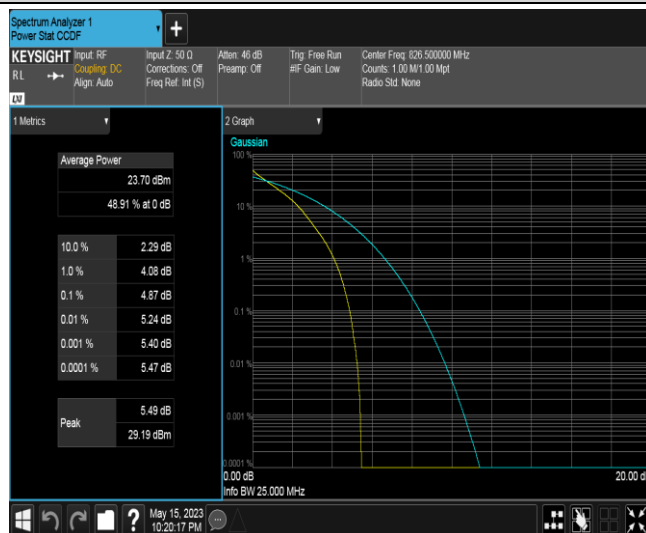 Spectrum Analyzer 1
Power Stat CCDF
+
KEYSIGHT
RL
LXI
Input: RF
Coupling: DC
Align: Auto
Input Z: 50 Ω
Corrections: Off
Freq Ref: Int (S)
Atten: 46 dB
Preamp: Off
Trig: Free Run
#IF Gain: Low
Center Freq: 826.500000 MHz
Counts: 1.00 M/1.00 Mpt
Radio Std: None
1 Metrics
Average Power
23.70 dBm
48.91 % at 0 dB
10.0 % 2.29 dB
1.0 % 4.08 dB
0.1 % 4.87 dB
0.01 % 5.24 dB
0.001 % 5.40 dB
0.0001 % 5.47 dB
Peak
5.49 dB
29.19 dBm
2 Graph
Gaussian
100 %
10 %
1 %
0.1 %
0.01 %
0.001 %
0.0001 %
0.00 dB
20.00 d
Info BW 25.000 MHz
?
May 15, 2023
10:20:17 PM